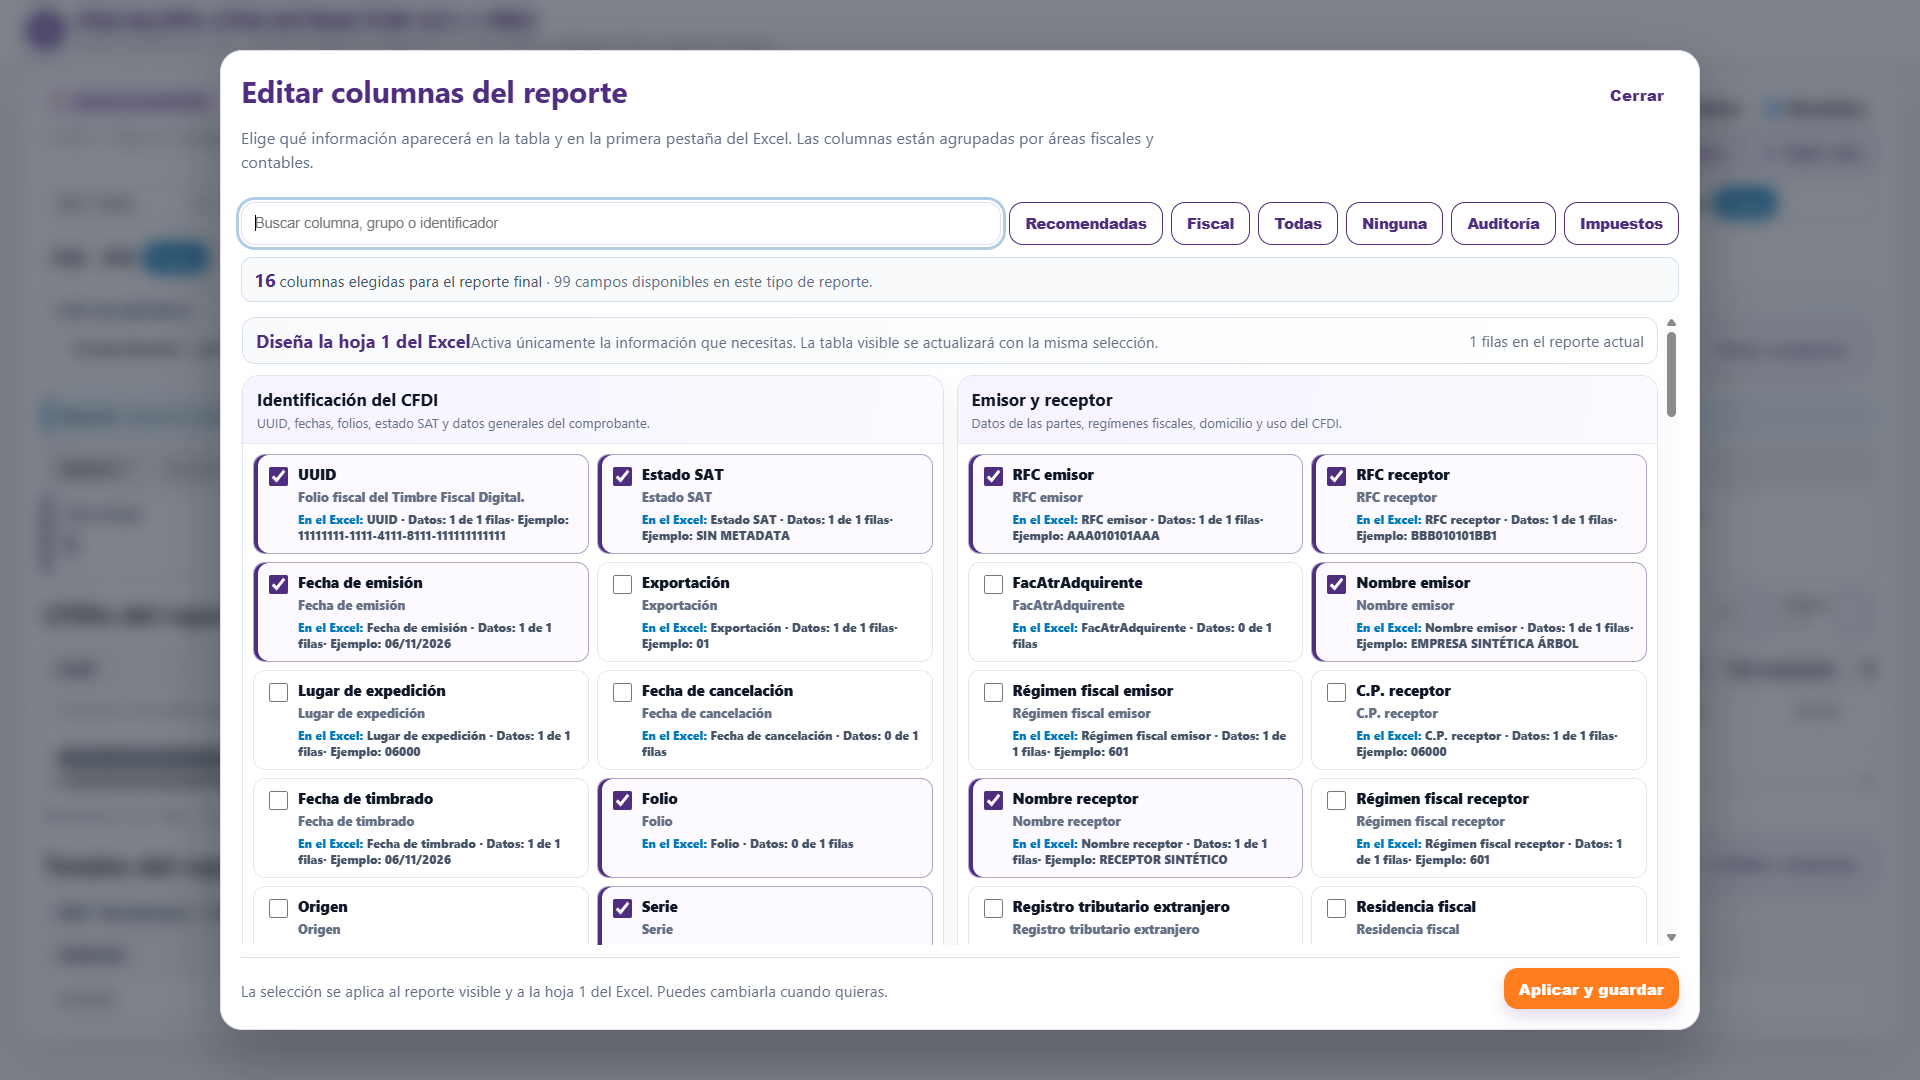 Editar columnas del reporte
Cerrar
Elige qué información aparecerá en la tabla y en la primera pestaña del Excel. Las columnas están agrupadas por áreas fiscales y
contables.
Buscar columna, grupo o identificador
Recomendadas
Fiscal
Todas
Ninguna
Auditoría
Impuestos
16 columnas elegidas para el reporte final · 99 campos disponibles en este tipo de reporte.
Diseña la hoja 1 del ExcelActiva únicamente la información que necesitas. La tabla visible se actualizará con la misma selección.
1 filas en el reporte actual
Identificación del CFDI
UUID, fechas, folios, estado SAT y datos generales del comprobante.
UUID
Folio fiscal del Timbre Fiscal Digital.
En el Excel: UUID · Datos: 1 de 1 filas· Ejemplo:
11111111-1111-4111-8111-111111111111
Estado SAT
Estado SAT
En el Excel: Estado SAT · Datos: 1 de 1 filas·
Ejemplo: SIN METADATA
Fecha de emisión
Fecha de emisión
En el Excel: Fecha de emisión · Datos: 1 de 1
filas· Ejemplo: 06/11/2026
Exportación
Exportación
En el Excel: Exportación · Datos: 1 de 1 filas·
Ejemplo: 01
Lugar de expedición
Lugar de expedición
En el Excel: Lugar de expedición · Datos: 1 de 1
filas· Ejemplo: 06000
Fecha de cancelación
Fecha de cancelación
En el Excel: Fecha de cancelación · Datos: 0 de 1
filas
Fecha de timbrado
Fecha de timbrado
En el Excel: Fecha de timbrado · Datos: 1 de 1
filas· Ejemplo: 06/11/2026
Folio
Folio
En el Excel: Folio · Datos: 0 de 1 filas
Origen
Origen
Serie
Serie
Emisor y receptor
Datos de las partes, regímenes fiscales, domicilio y uso del CFDI.
RFC emisor
RFC emisor
En el Excel: RFC emisor · Datos: 1 de 1 filas·
Ejemplo: AAA010101AAA
RFC receptor
RFC receptor
En el Excel: RFC receptor · Datos: 1 de 1 filas·
Ejemplo: BBB010101BB1
FacAtrAdquirente
FacAtrAdquirente
En el Excel: FacAtrAdquirente · Datos: 0 de 1
filas
Nombre emisor
Nombre emisor
En el Excel: Nombre emisor · Datos: 1 de 1 filas·
Ejemplo: EMPRESA SINTÉTICA ÁRBOL
Régimen fiscal emisor
Régimen fiscal emisor
En el Excel: Régimen fiscal emisor · Datos: 1 de
1 filas· Ejemplo: 601
C.P. receptor
C.P. receptor
En el Excel: C.P. receptor · Datos: 1 de 1 filas·
Ejemplo: 06000
Nombre receptor
Nombre receptor
En el Excel: Nombre receptor · Datos: 1 de 1
filas· Ejemplo: RECEPTOR SINTÉTICO
Régimen fiscal receptor
Régimen fiscal receptor
En el Excel: Régimen fiscal receptor · Datos: 1
de 1 filas· Ejemplo: 601
Registro tributario extranjero
Registro tributario extranjero
Residencia fiscal
Residencia fiscal
La selección se aplica al reporte visible y a la hoja 1 del Excel. Puedes cambiarla cuando quieras.
Aplicar y guardar